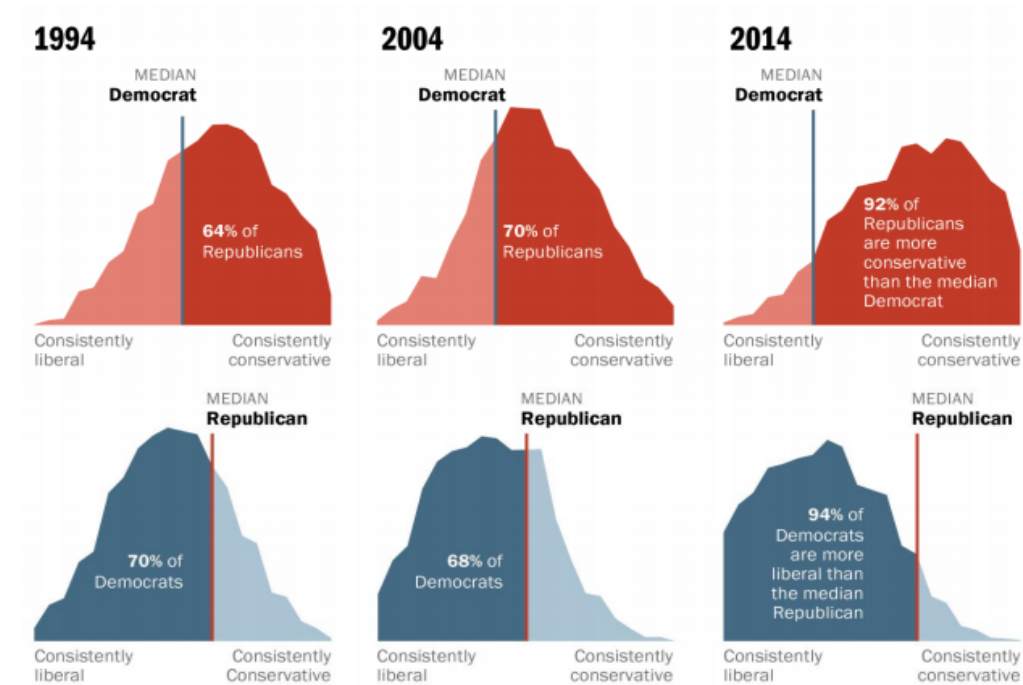 1994
2004
2014
MEDIAN
Democrat
MEDIAN
Democrat
MEDIAN
Democrat
64% of
Republicans
70% of
Republicans
92% of
Republicans
are more
conservative
than the median
Democrat
Consistently
liberal
Consistently
conservative
Consistently
liberal
Consistently
conservative
Consistently
liberal
Consistently
conservative
MEDIAN
Republican
MEDIAN
Republican
MEDIAN
Republican
70% of
Democrats
68% of
Democrats
94% of
Democrats
are more
liberal than
the median
Republican
Consistently
liberal
Consistently
Conservative
Consistently
liberal
Consistently
Conservative
Consistently
liberal
Consistently
Conservative